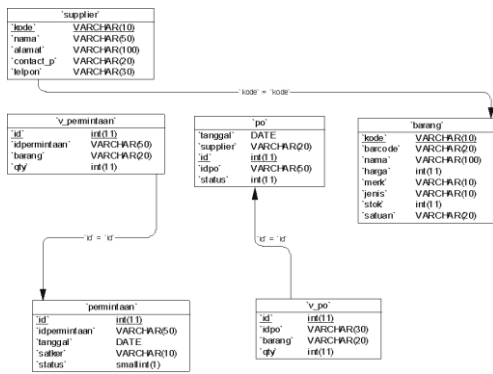 `supplier`
`kode` VARCHAR(10)
`nama` VARCHAR(50)
`alamat` VARCHAR(100)
`contact_p` VARCHAR(20)
`telpon` VARCHAR(30)
`kode` = `kode`
`v_permintaan`
`id` int(11)
`idpermintaan` VARCHAR(50)
`barang` VARCHAR(20)
`qty` int(11)
`po`
`tanggal` DATE
`supplier` VARCHAR(20)
`id` int(11)
`idpo` VARCHAR(50)
`status` int(11)
`barang`
`kode` VARCHAR(10)
`barcode` VARCHAR(20)
`nama` VARCHAR(100)
`harga` int(11)
`merk` VARCHAR(10)
`jenis` VARCHAR(10)
`stok` int(11)
`satuan` VARCHAR(20)
`id` = `id`
`id` = `id`
`permintaan`
`id` int(11)
`idpermintaan` VARCHAR(50)
`tanggal` DATE
`satker` VARCHAR(10)
`status` smallint(1)
`v_po`
`id` int(11)
`idpo` VARCHAR(30)
`barang` VARCHAR(20)
`qty` int(11)